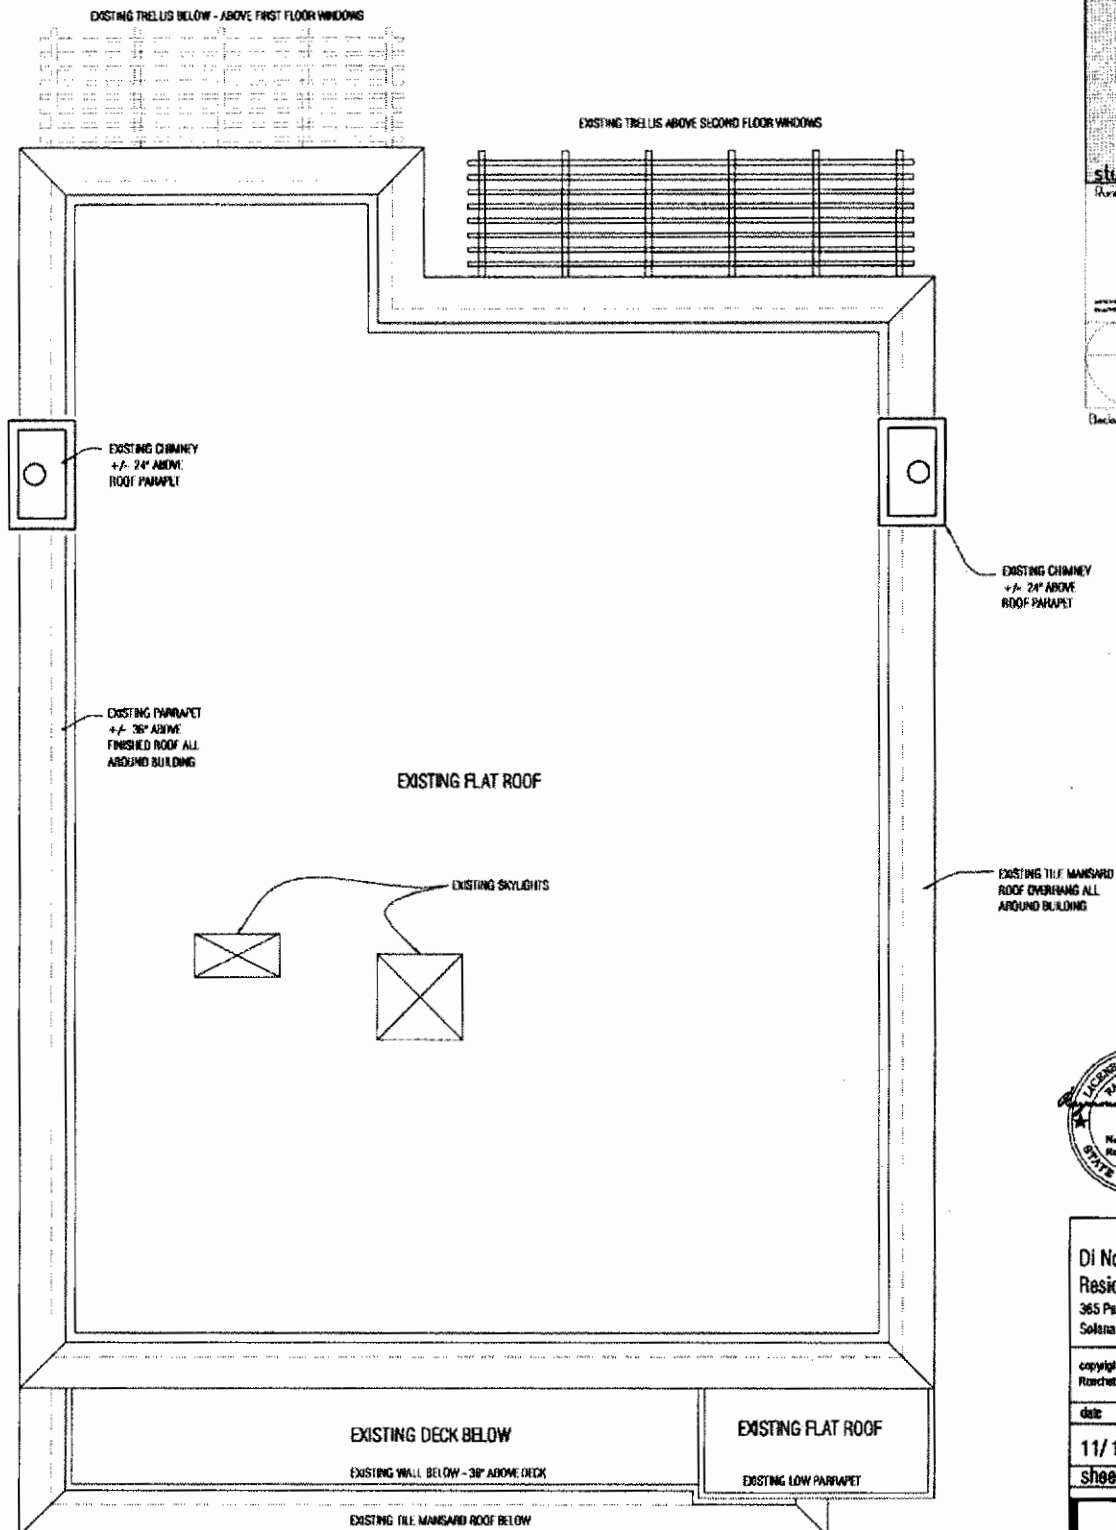 EXISTING TRELLIS BELOW - ABOVE FIRST FLOOR WINDOWS
EXISTING TRELLIS ABOVE SECOND FLOOR WINDOWS
EXISTING CHIMNEY
+/- 24" ABOVE
ROOF PARAPET
EXISTING CHIMNEY
+/- 24" ABOVE
ROOF PARAPET
EXISTING PARRAPET
+/- 36" ABOVE
FINISHED ROOF ALL
AROUND BUILDING
EXISTING FLAT ROOF
EXISTING SKYLIGHTS
EXISTING TILE MANSARD
ROOF OVERHANG ALL
AROUND BUILDING
EXISTING DECK BELOW
EXISTING WALL BELOW - 38" ABOVE DECK
EXISTING FLAT ROOF
EXISTING LOW PARRAPET
EXISTING TILE MANSARD ROOF BELOW
LICENS
STATE
DI No
Resid
365 Pa
Solana
copyrigh
date
11/ 1
shee